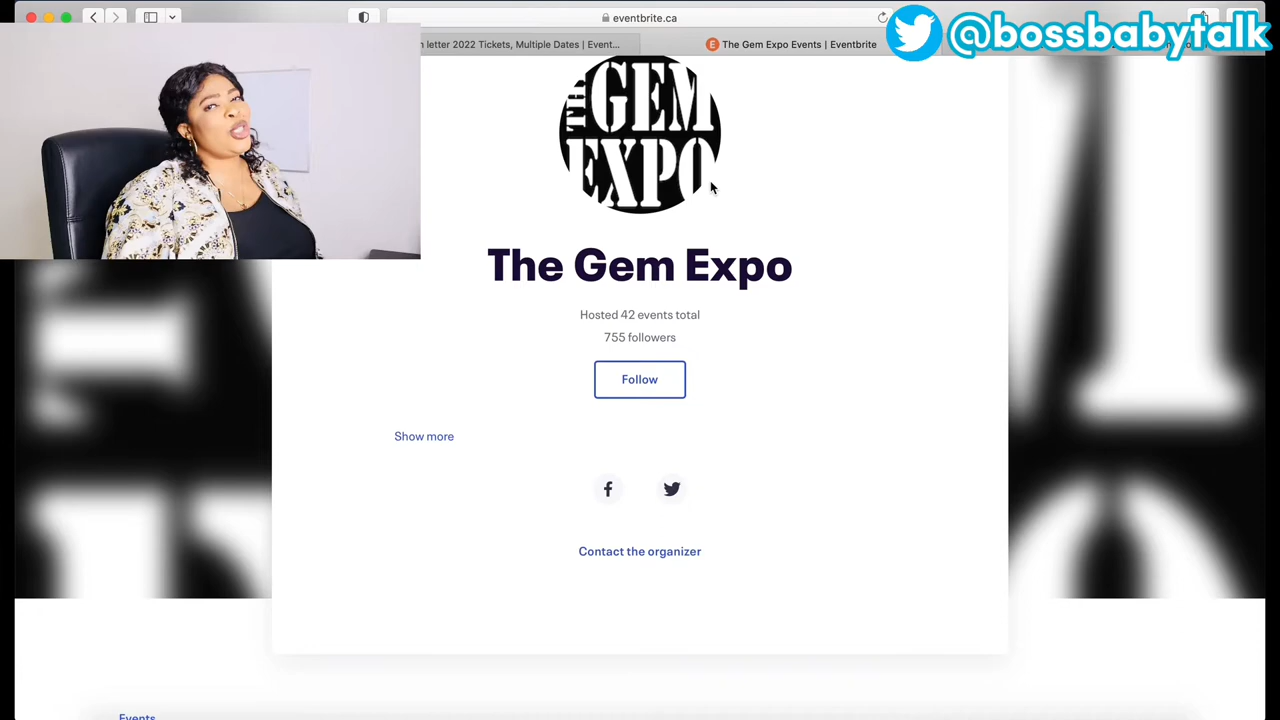 eventbrite.ca
@bossbabytalk
n letter 2022 Tickets, Multiple Dates | Event...
The Gem Expo Events | Eventbrite
THE GEM
EXPO
The Gem Expo
Hosted 42 events total
755 followers
Follow
Show more
Contact the organizer
Events